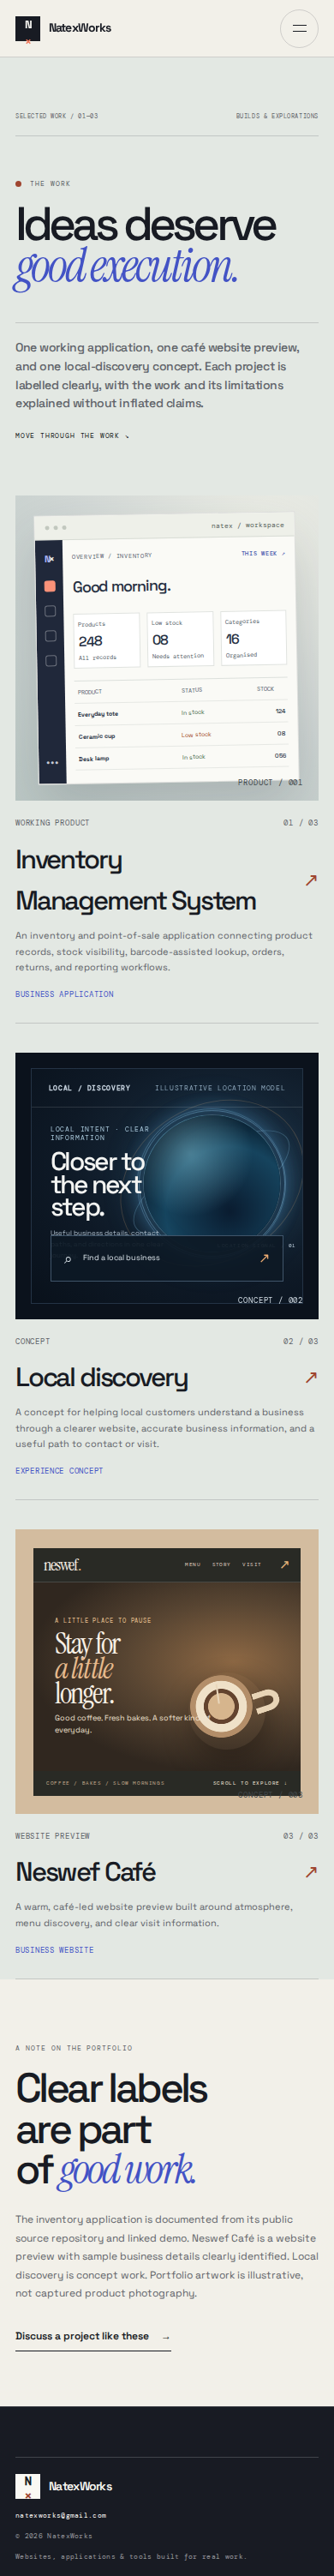 N
×
NatexWorks
SELECTED WORK / 01—03
BUILDS & EXPLORATIONS
THE WORK
Ideas deserve
good execution.
One working application, one café website preview,
and one local-discovery concept. Each project is
labelled clearly, with the work and its limitations
explained without inflated claims.
MOVE THROUGH THE WORK ↘
natex / workspace
N×
OVERVIEW / INVENTORY
THIS WEEK ↗
Good morning.
Products
248
All records
Low stock
08
Needs attention
Categories
16
Organised
PRODUCT
STATUS
STOCK
Everyday tote
In stock
124
Ceramic cup
Low stock
08
Desk lamp
In stock
056
PRODUCT / 001
WORKING PRODUCT
01 / 03
Inventory
Management System
↗
An inventory and point-of-sale application connecting product
records, stock visibility, barcode-assisted lookup, orders,
returns, and reporting workflows.
BUSINESS APPLICATION
LOCAL / DISCOVERY
ILLUSTRATIVE LOCATION MODEL
LOCAL INTENT · CLEAR
INFORMATION
Closer to
the next
step.
Useful business details, contact
01
Find a local business
↗
CONCEPT / 002
CONCEPT
02 / 03
Local discovery
↗
A concept for helping local customers understand a business
through a clearer website, accurate business information, and a
useful path to contact or visit.
EXPERIENCE CONCEPT
neswef.
MENU
STORY
VISIT
↗
A LITTLE PLACE TO PAUSE
Stay for
a little
longer.
Good coffee. Fresh bakes. A softer kind of
everyday.
COFFEE / BAKES / SLOW MORNINGS
SCROLL TO EXPLORE ↓
WEBSITE PREVIEW
03 / 03
Neswef Café
↗
A warm, café-led website preview built around atmosphere,
menu discovery, and clear visit information.
BUSINESS WEBSITE
A NOTE ON THE PORTFOLIO
Clear labels
are part
of good work.
The inventory application is documented from its public
source repository and linked demo. Neswef Café is a website
preview with sample business details clearly identified. Local
discovery is concept work. Portfolio artwork is illustrative,
not captured product photography.
Discuss a project like these →
N
×
NatexWorks
natexworks@gmail.com
© 2026 NatexWorks
Websites, applications & tools built for real work.